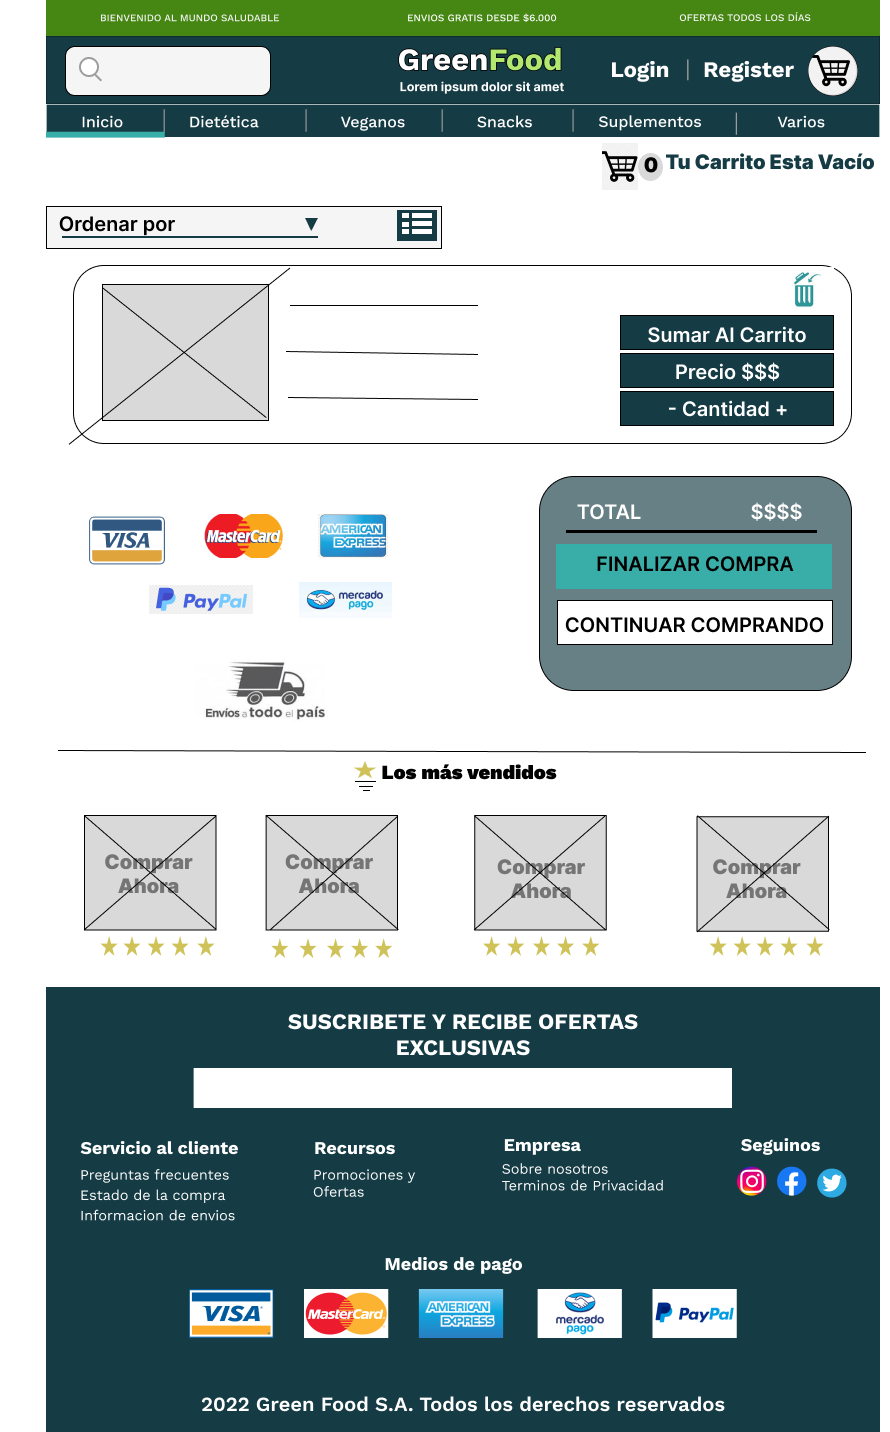 BIENVENIDO AL MUNDO SALUDABLE
ENVIOS GRATIS DESDE $6.000
OFERTAS TODOS LOS DÍAS
GreenFood
Lorem ipsum dolor sit amet
Login | Register
Inicio
Dietética
Veganos
Snacks
Suplementos
Varios
0 Tu Carrito Esta Vacío
Ordenar por
Sumar Al Carrito
Precio $$$
- Cantidad +
TOTAL $$$$
FINALIZAR COMPRA
CONTINUAR COMPRANDO
VISA
MasterCard
AMERICAN
EXPRESS
PayPal
mercado
pago
Envíos a todo el país
Los más vendidos
Comprar
Ahora
Comprar
Ahora
Comprar
Ahora
Comprar
Ahora
SUSCRIBETE Y RECIBE OFERTAS
EXCLUSIVAS
Servicio al cliente
Preguntas frecuentes
Estado de la compra
Informacion de envios
Recursos
Promociones y
Ofertas
Empresa
Sobre nosotros
Terminos de Privacidad
Seguinos
Medios de pago
VISA
MasterCard
AMERICAN
EXPRESS
mercado
pago
PayPal
2022 Green Food S.A. Todos los derechos reservados